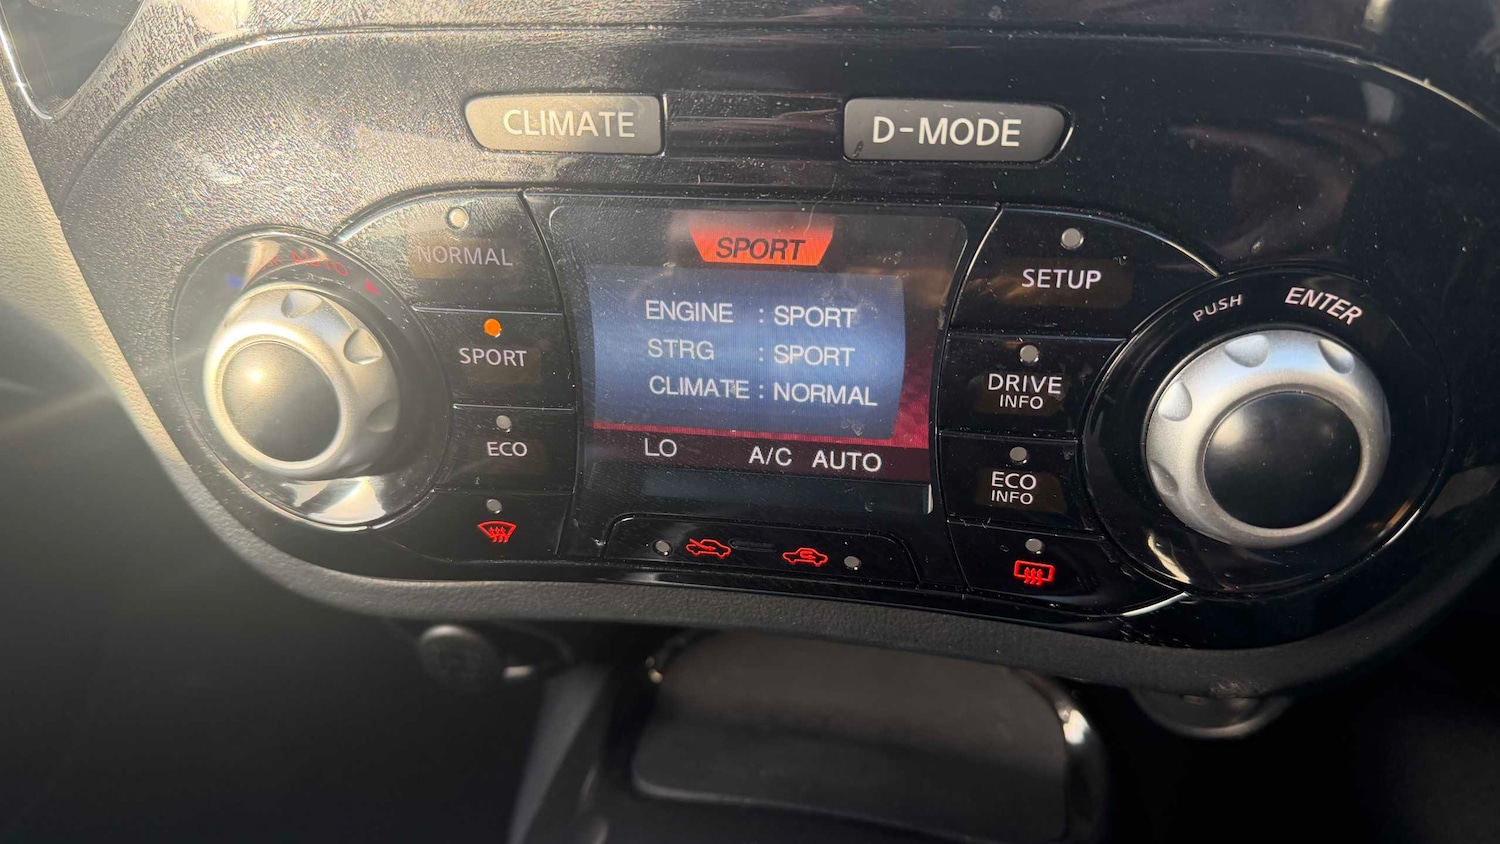 CLIMATE
D-MODE
NORMAL
SPORT
ECO
SPORT
ENGINE : SPORT
STRG : SPORT
CLIMATE : NORMAL
LO A/C AUTO
SETUP
DRIVE
INFO
ECO
INFO
PUSH ENTER
AUTO